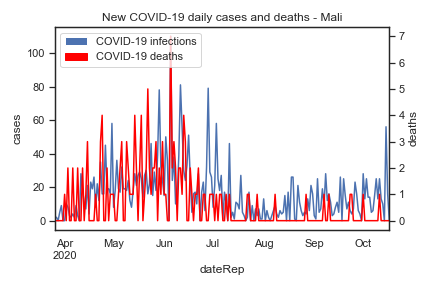 New COVID-19 daily cases and deaths - Mali
COVID-19 infections
COVID-19 deaths
cases
100
80
60
40
20
0
deaths
7
6
5
4
3
2
1
0
Apr May Jun Jul Aug Sep Oct
2020
dateRep